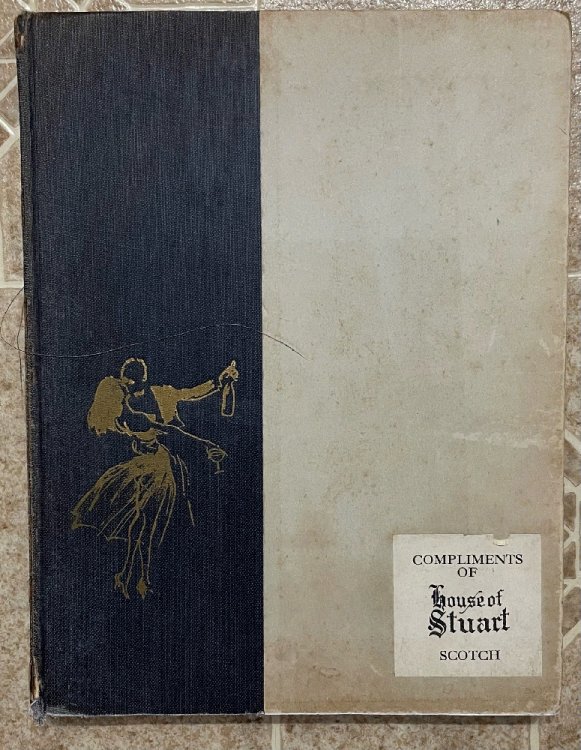 COMPLIMENTS
OF
House of
Stuart
SCOTCH